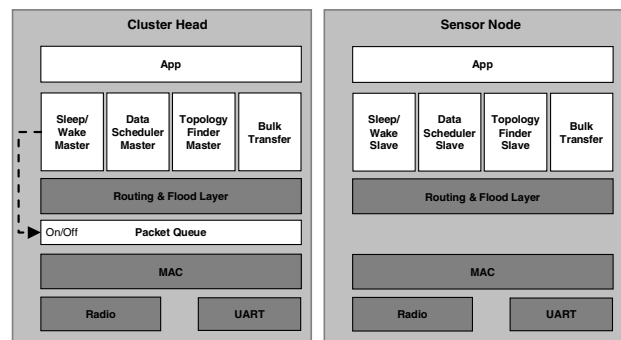 Cluster Head
App
Sleep/
Wake
Master
Data
Scheduler
Master
Topology
Finder
Master
Bulk
Transfer
Routing & Flood Layer
On/Off Packet Queue
MAC
Radio
UART
Sensor Node
App
Sleep/
Wake
Slave
Data
Scheduler
Slave
Topology
Finder
Slave
Bulk
Transfer
Routing & Flood Layer
MAC
Radio
UART